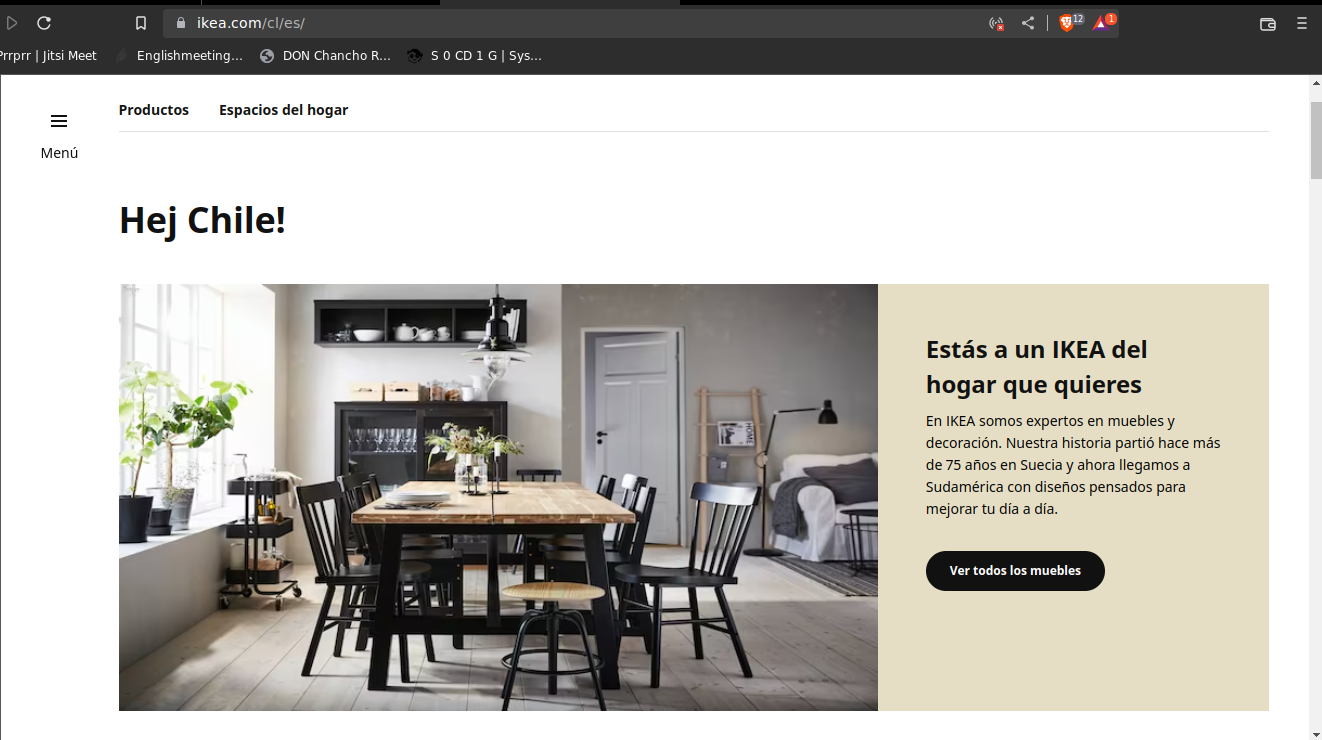 ikea.com/cl/es/
12
1
Prrprr | Jitsi Meet
Englishmeeting...
DON Chancho R...
S 0 CD 1 G | Sys...
Productos
Espacios del hogar
Menú
Hej Chile!
HOME
Estás a un IKEA del
hogar que quieres
En IKEA somos expertos en muebles y
decoración. Nuestra historia partió hace más
de 75 años en Suecia y ahora llegamos a
Sudamérica con diseños pensados para
mejorar tu día a día.
Ver todos los muebles